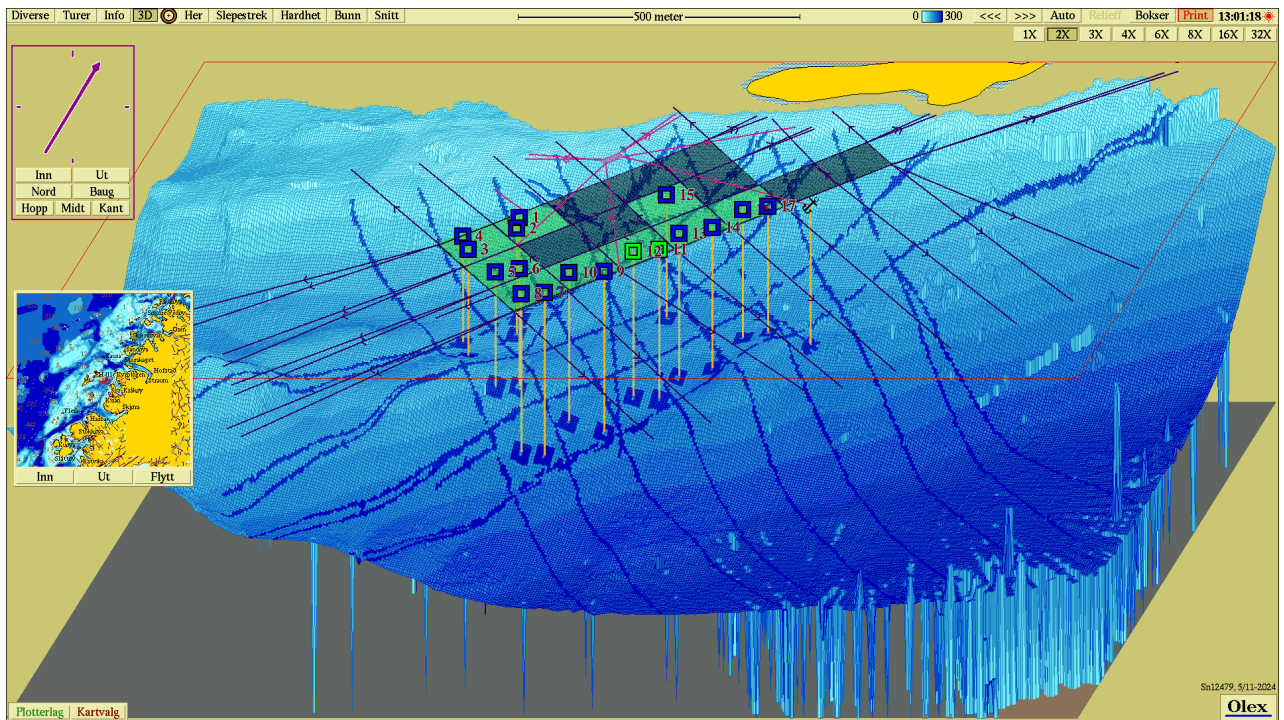 Diverse Turer Info 3D Her Slepestrek Hardhet Bunn Snitt 500 meter 0 300 <<< >>> Auto Relieff Bokser Print 13:01:18
1X 2X 3X 4X 6X 8X 16X 32X
Inn Ut
Nord Baug
Hopp Midt Kant
15
17
1
2
14
4
13
3
12 11
5 6 10 9
8 7
Hofstad
Straum
Inn Ut Flytt
Sn12479, 5/11-2024
Plotterlag Kartvalg
Olex